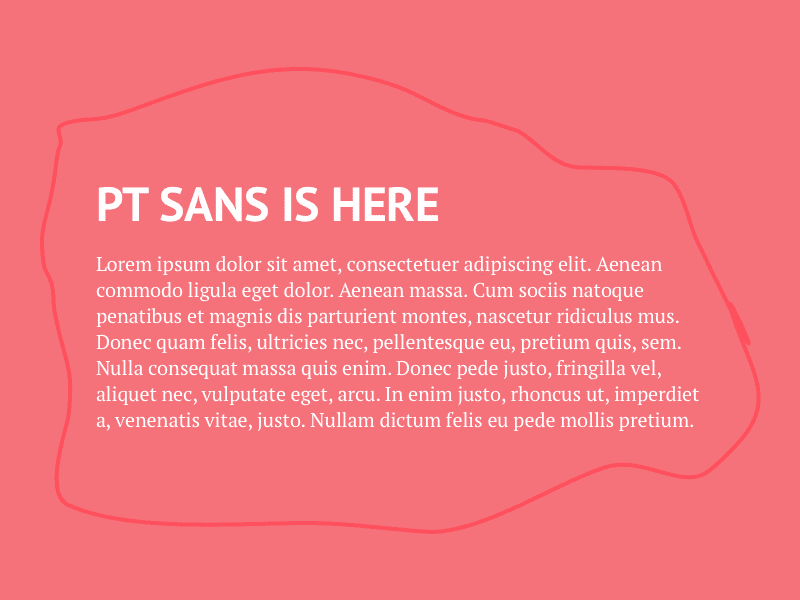 PT SANS IS HERE
Lorem ipsum dolor sit amet, consectetuer adipiscing elit. Aenean
commodo ligula eget dolor. Aenean massa. Cum sociis natoque
penatibus et magnis dis parturient montes, nascetur ridiculus mus.
Donec quam felis, ultricies nec, pellentesque eu, pretium quis, sem.
Nulla consequat massa quis enim. Donec pede justo, fringilla vel,
aliquet nec, vulputate eget, arcu. In enim justo, rhoncus ut, imperdiet
a, venenatis vitae, justo. Nullam dictum felis eu pede mollis pretium.